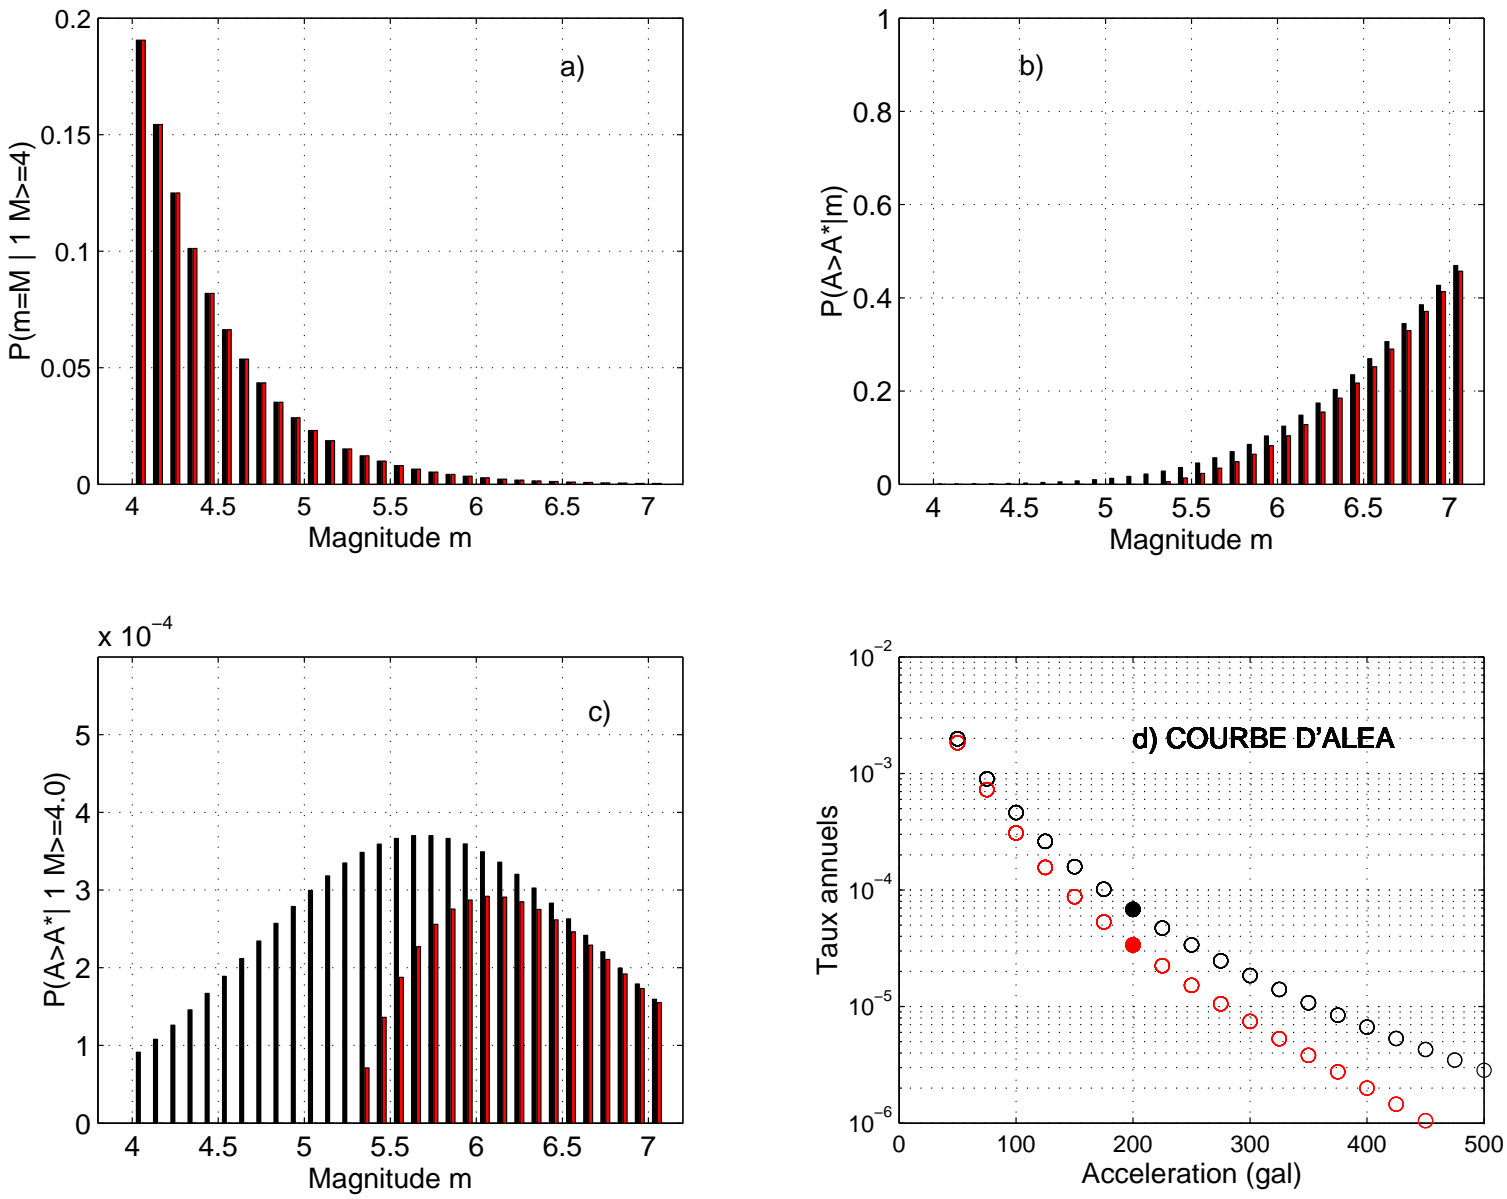 a)
P(m=M | 1 M>=4)
0.2
0.15
0.1
0.05
0
4 4.5 5 5.5 6 6.5 7
Magnitude m
b)
P(A>A*|m)
1
0.8
0.6
0.4
0.2
0
4 4.5 5 5.5 6 6.5 7
Magnitude m
x 10−4
c)
P(A>A*| 1 M>=4.0)
5
4
3
2
1
0
4 4.5 5 5.5 6 6.5 7
Magnitude m
d) COURBE D'ALEA
Taux annuels
10−2
10−3
10−4
10−5
10−6
0 100 200 300 400 500
Acceleration (gal)